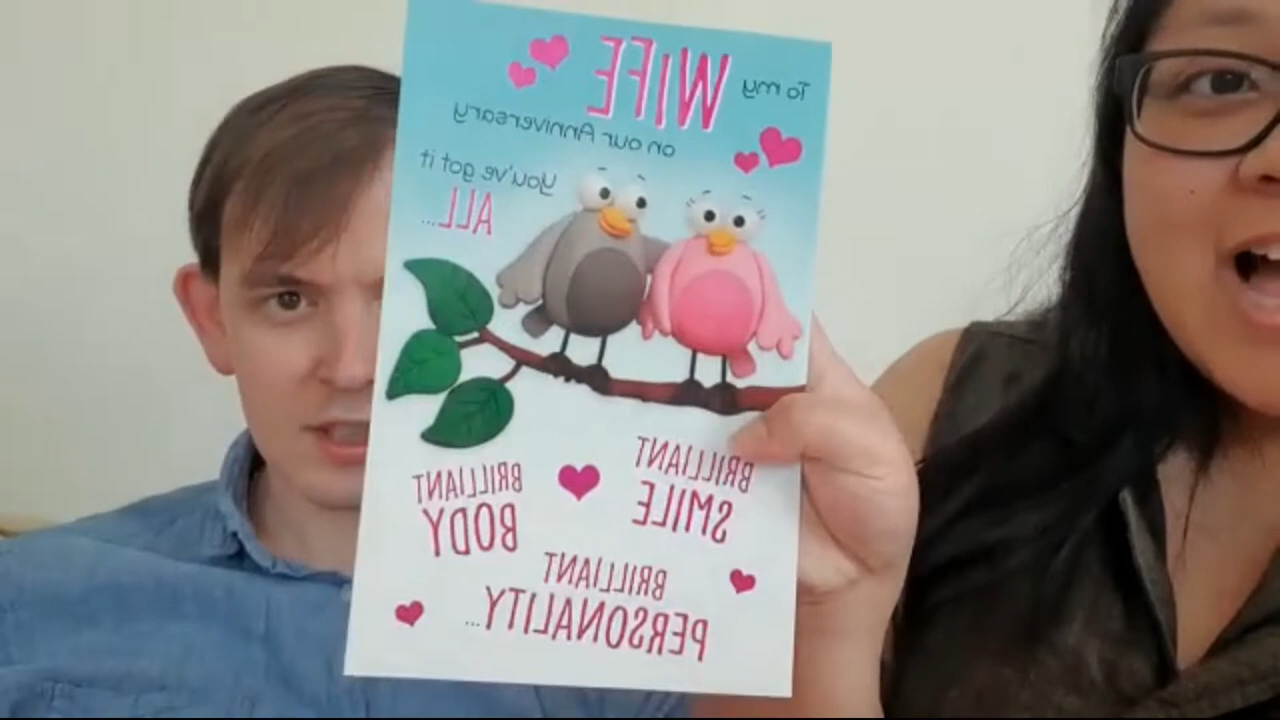 To my WIFE
on our Anniversary
you've got it
ALL...
BRILLIANT
SMILE
BRILLIANT
BODY
BRILLIANT
PERSONALITY...